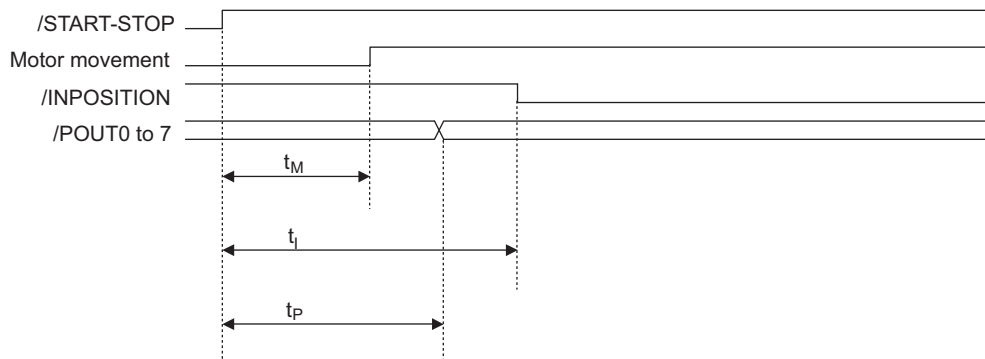 /START-STOP
Motor movement
/INPOSITION
/POUT0 to 7
tM
tI
tP